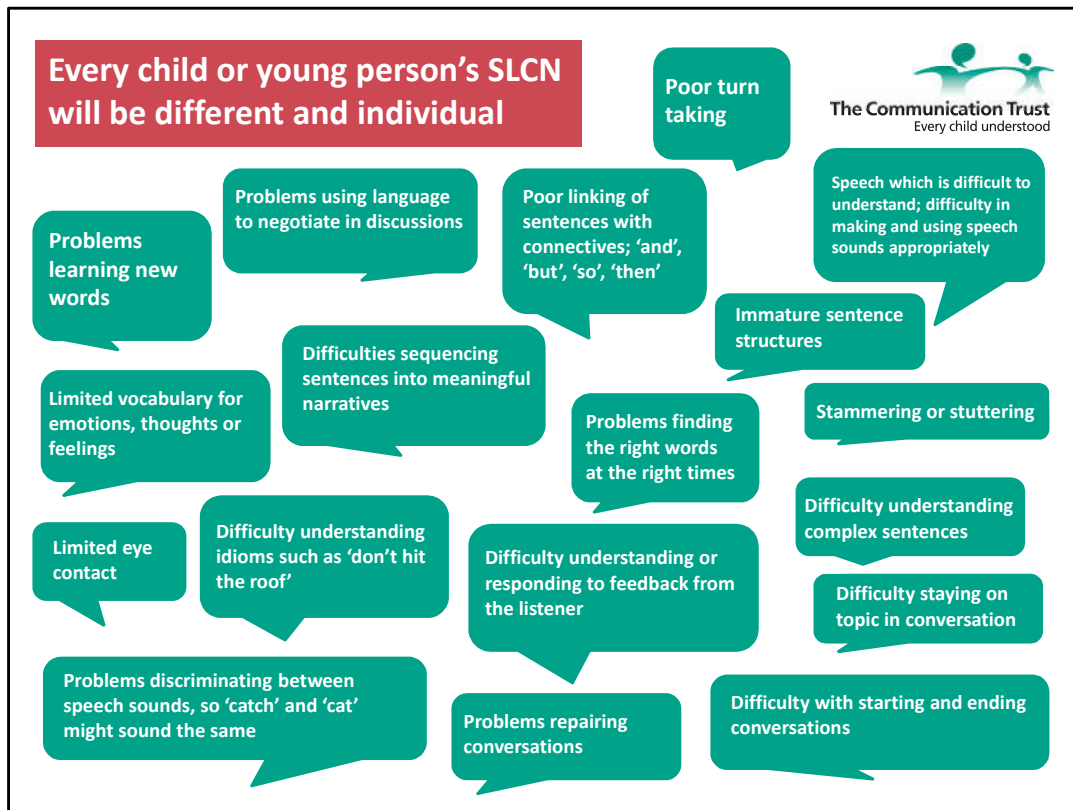 Every child or young person's SLCN
will be different and individual
Poor turn
taking
The Communication Trust
Every child understood
Problems using language
to negotiate in discussions
Poor linking of
sentences with
connectives; ‘and’,
‘but’, ‘so’, ‘then’
Speech which is difficult to
understand; difficulty in
making and using speech
sounds appropriately
Problems
learning new
words
Immature sentence
structures
Difficulties sequencing
sentences into meaningful
narratives
Limited vocabulary for
emotions, thoughts or
feelings
Problems finding
the right words
at the right times
Stammering or stuttering
Difficulty understanding
complex sentences
Limited eye
contact
Difficulty understanding
idioms such as ‘don’t hit
the roof’
Difficulty understanding or
responding to feedback from
the listener
Difficulty staying on
topic in conversation
Problems discriminating between
speech sounds, so ‘catch’ and ‘cat’
might sound the same
Problems repairing
conversations
Difficulty with starting and ending
conversations